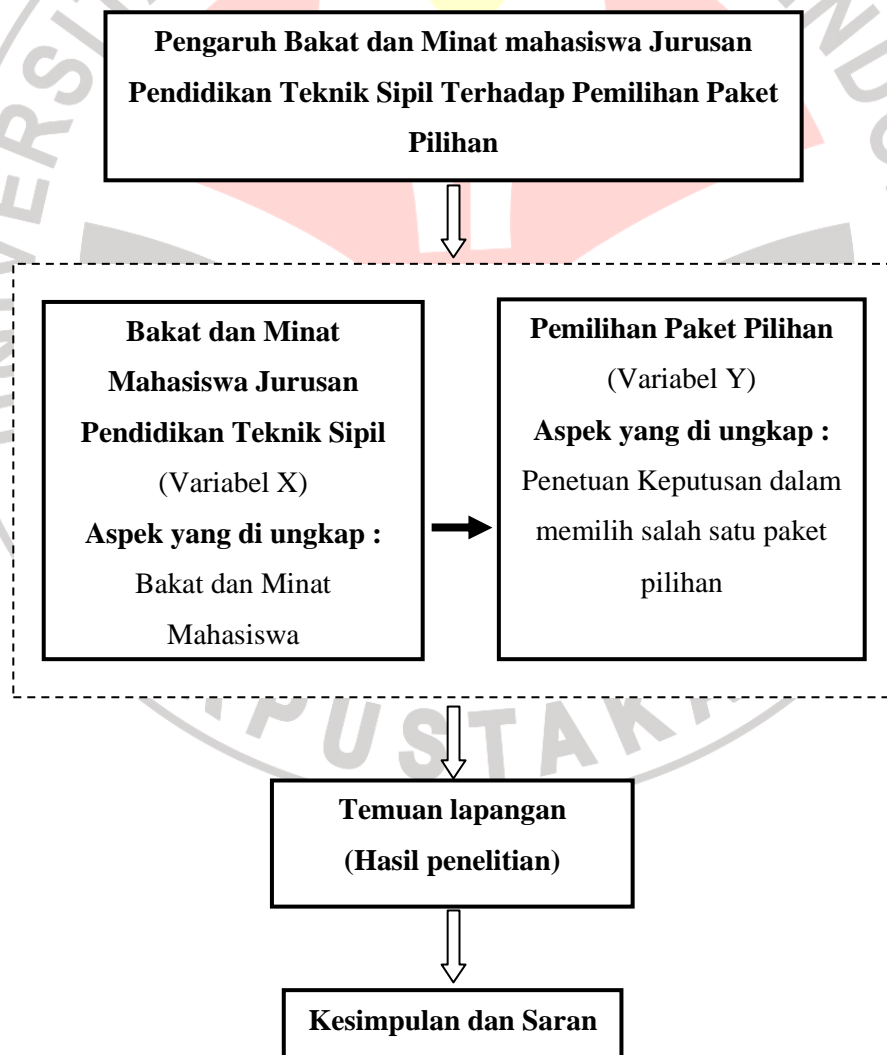 Pengaruh Bakat dan Minat mahasiswa Jurusan
Pendidikan Teknik Sipil Terhadap Pemilihan Paket
Pilihan
Bakat dan Minat
Mahasiswa Jurusan
Pendidikan Teknik Sipil
(Variabel X)
Aspek yang di ungkap :
Bakat dan Minat
Mahasiswa
Pemilihan Paket Pilihan
(Variabel Y)
Aspek yang di ungkap :
Penetuan Keputusan dalam
memilih salah satu paket
pilihan
Temuan lapangan
(Hasil penelitian)
Kesimpulan dan Saran